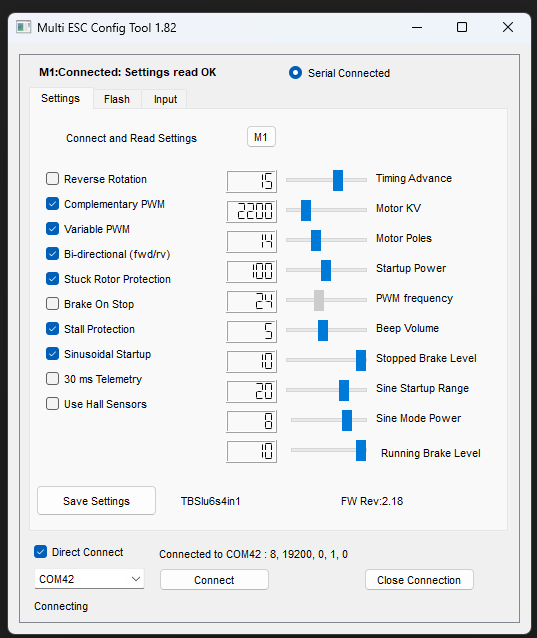 Multi ESC Config Tool 1.82
M1:Connected: Settings read OK
Serial Connected
Settings Flash Input
Connect and Read Settings M1
Reverse Rotation 15 Timing Advance
Complementary PWM 2200 Motor KV
Variable PWM 14 Motor Poles
Bi-directional (fwd/rv) 100 Startup Power
Stuck Rotor Protection 24 PWM frequency
Brake On Stop 5 Beep Volume
Stall Protection 10 Stopped Brake Level
Sinusoidal Startup 20 Sine Startup Range
30 ms Telemetry 8 Sine Mode Power
Use Hall Sensors 10 Running Brake Level
Save Settings TBSlu6s4in1 FW Rev:2.18
Direct Connect Connected to COM42 : 8, 19200, 0, 1, 0
COM42 Connect Close Connection
Connecting